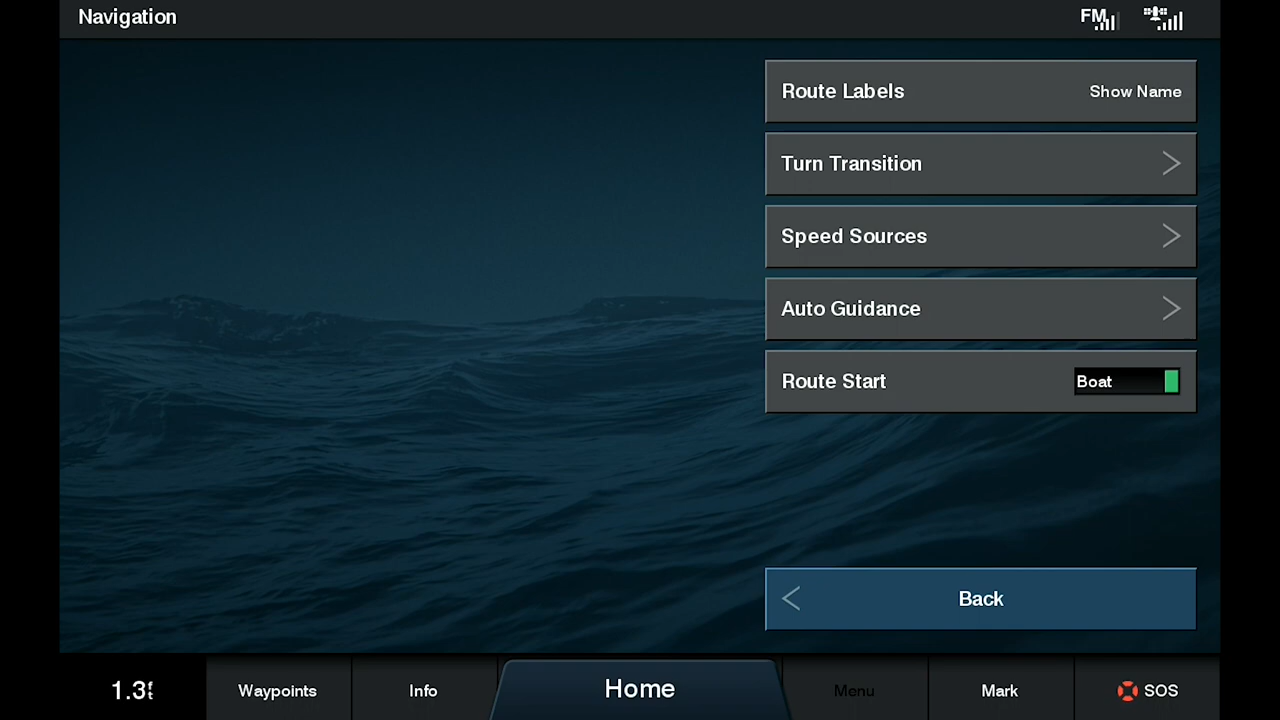 Navigation
FM
Route Labels Show Name
Turn Transition
Speed Sources
Auto Guidance
Route Start Boat
Back
Waypoints Info Home Menu Mark SOS